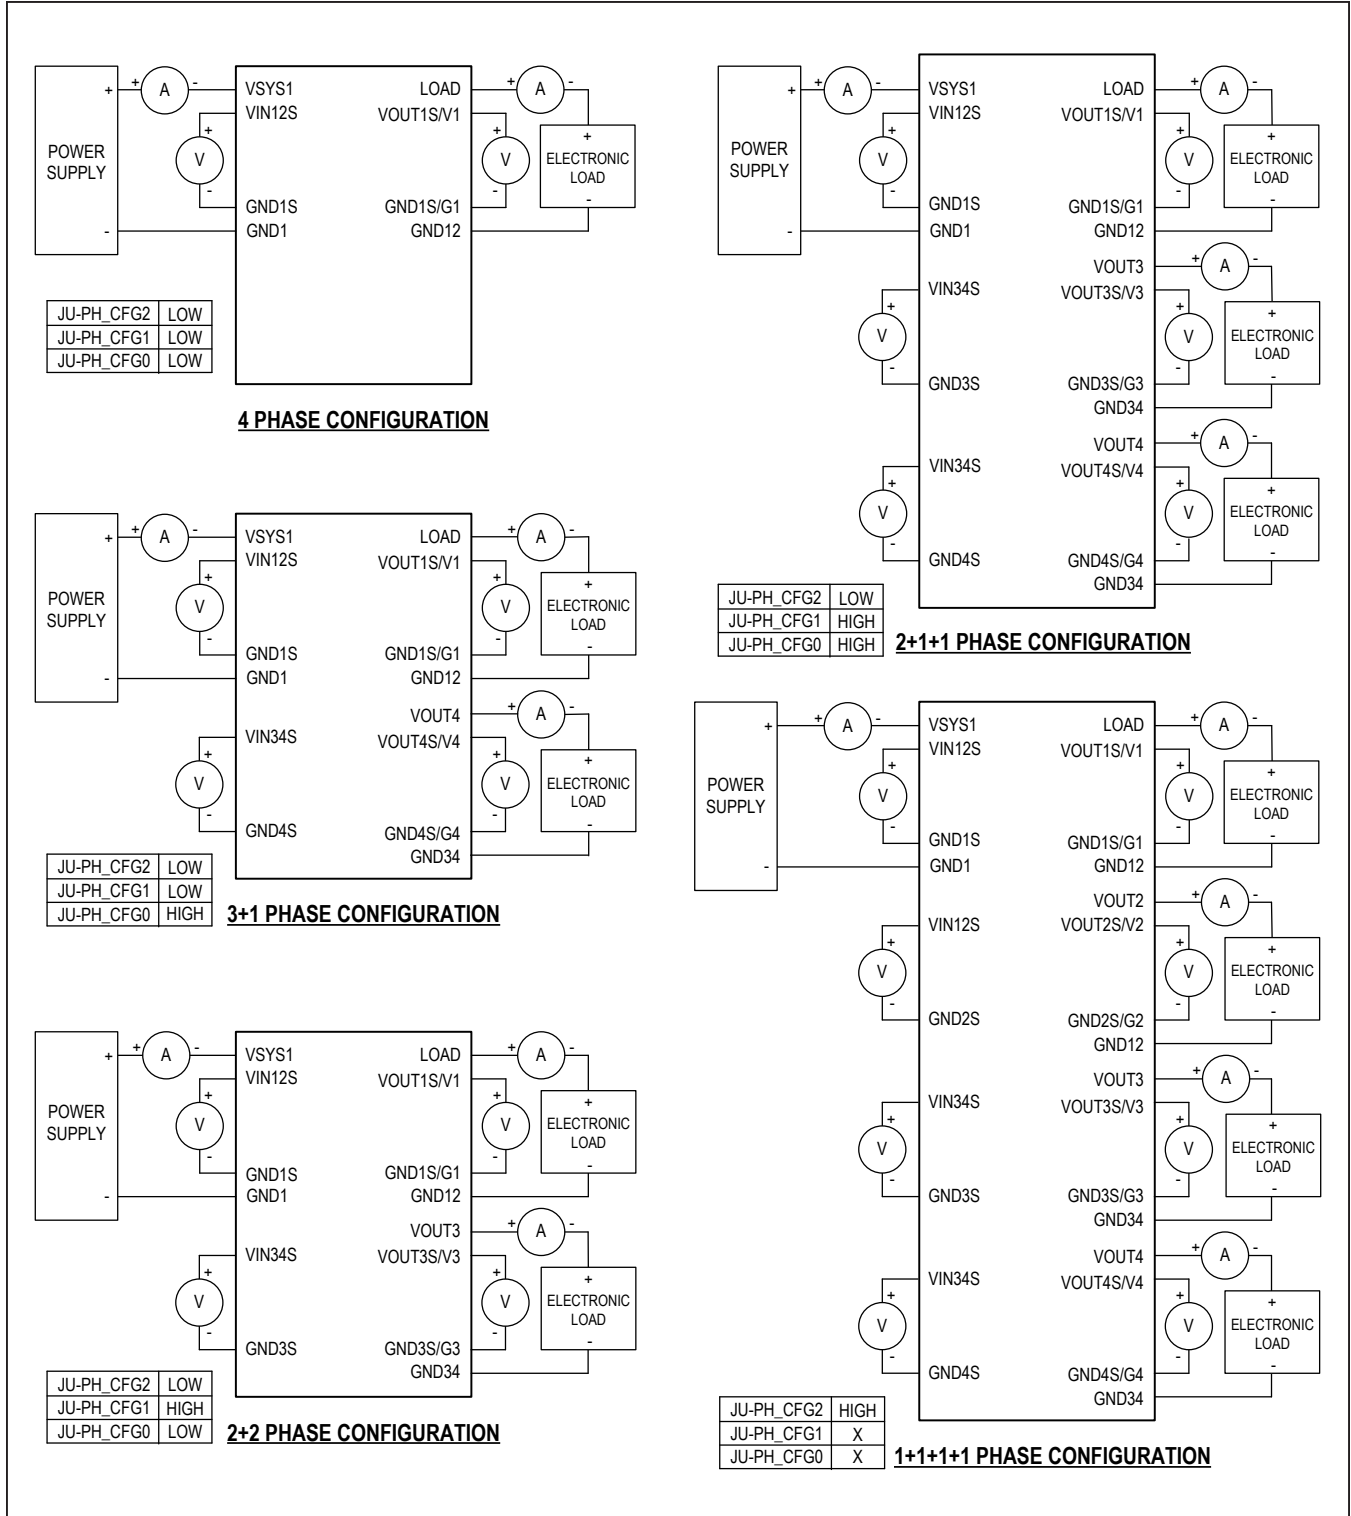 POWER SUPPLY
+
-
+ A -
VSYS1
VIN12S
+
V
-
GND1S
GND1
LOAD
VOUT1S/V1
GND1S/G1
GND12
+ A -
+
V
-
+
ELECTRONIC LOAD
-
JU-PH_CFG2 LOW
JU-PH_CFG1 LOW
JU-PH_CFG0 LOW
4 PHASE CONFIGURATION
POWER SUPPLY
+
-
+ A -
VSYS1
VIN12S
+
V
-
GND1S
GND1
VIN34S
+
V
-
GND4S
LOAD
VOUT1S/V1
GND1S/G1
GND12
+ A -
+
V
-
+
ELECTRONIC LOAD
-
VOUT4
VOUT4S/V4
GND4S/G4
GND34
+ A -
+
V
-
+
ELECTRONIC LOAD
-
JU-PH_CFG2 LOW
JU-PH_CFG1 LOW
JU-PH_CFG0 HIGH
3+1 PHASE CONFIGURATION
POWER SUPPLY
+
-
+ A -
VSYS1
VIN12S
+
V
-
GND1S
GND1
VIN34S
+
V
-
GND3S
LOAD
VOUT1S/V1
GND1S/G1
GND12
+ A -
+
V
-
+
ELECTRONIC LOAD
-
VOUT3
VOUT3S/V3
GND3S/G3
GND34
+ A -
+
V
-
+
ELECTRONIC LOAD
-
JU-PH_CFG2 LOW
JU-PH_CFG1 HIGH
JU-PH_CFG0 LOW
2+2 PHASE CONFIGURATION
POWER SUPPLY
+
-
+ A -
VSYS1
VIN12S
+
V
-
GND1S
GND1
VIN34S
+
V
-
GND3S
VIN34S
+
V
-
GND4S
LOAD
VOUT1S/V1
GND1S/G1
GND12
+ A -
+
V
-
+
ELECTRONIC LOAD
-
VOUT3
VOUT3S/V3
GND3S/G3
GND34
+ A -
+
V
-
+
ELECTRONIC LOAD
-
VOUT4
VOUT4S/V4
GND4S/G4
GND34
+ A -
+
V
-
+
ELECTRONIC LOAD
-
JU-PH_CFG2 LOW
JU-PH_CFG1 HIGH
JU-PH_CFG0 HIGH
2+1+1 PHASE CONFIGURATION
POWER SUPPLY
+
-
+ A -
VSYS1
VIN12S
+
V
-
GND1S
GND1
VIN12S
+
V
-
GND2S
VIN34S
+
V
-
GND3S
VIN34S
+
V
-
GND4S
LOAD
VOUT1S/V1
GND1S/G1
GND12
+ A -
+
V
-
+
ELECTRONIC LOAD
-
VOUT2
VOUT2S/V2
GND2S/G2
GND12
+ A -
+
V
-
+
ELECTRONIC LOAD
-
VOUT3
VOUT3S/V3
GND3S/G3
GND34
+ A -
+
V
-
+
ELECTRONIC LOAD
-
VOUT4
VOUT4S/V4
GND4S/G4
GND34
+ A -
+
V
-
+
ELECTRONIC LOAD
-
JU-PH_CFG2 HIGH
JU-PH_CFG1 X
JU-PH_CFG0 X
1+1+1+1 PHASE CONFIGURATION